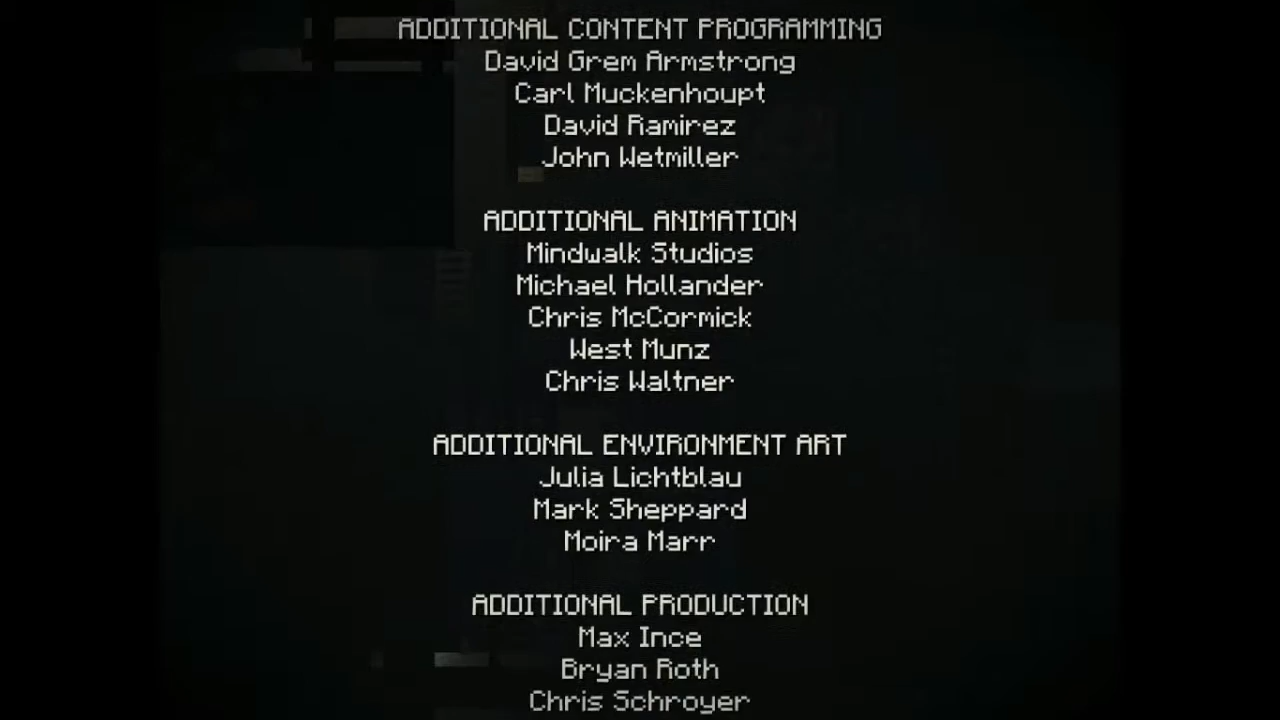 ADDITIONAL CONTENT PROGRAMMING
David Grem Armstrong
Carl Muckenhoupt
David Ramirez
John Wetmiller
ADDITIONAL ANIMATION
Mindwalk Studios
Michael Hollander
Chris McCormick
West Munz
Chris Waltner
ADDITIONAL ENVIRONMENT ART
Julia Lichtblau
Mark Sheppard
Moira Marr
ADDITIONAL PRODUCTION
Max Ince
Bryan Roth
Chris Schroyer